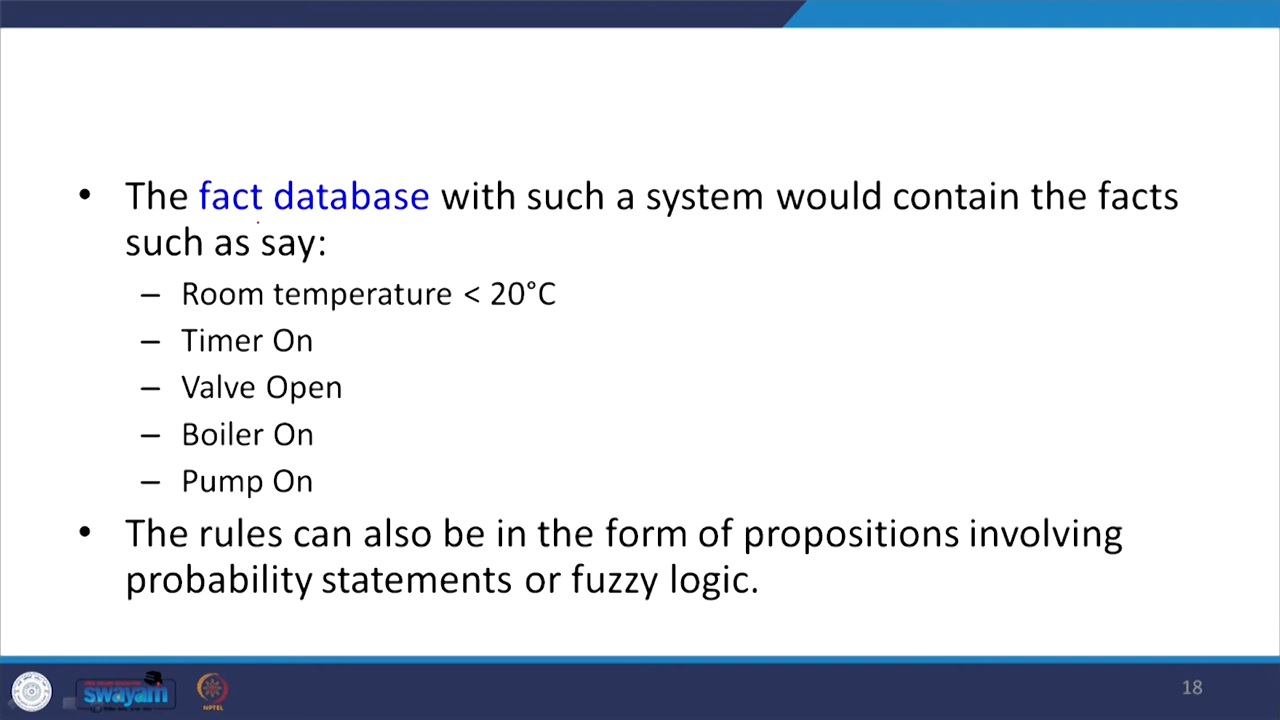 • The fact database with such a system would contain the facts
such as say:
– Room temperature < 20°C
– Timer On
– Valve Open
– Boiler On
– Pump On
• The rules can also be in the form of propositions involving
probability statements or fuzzy logic.
swayam
NPTEL
18